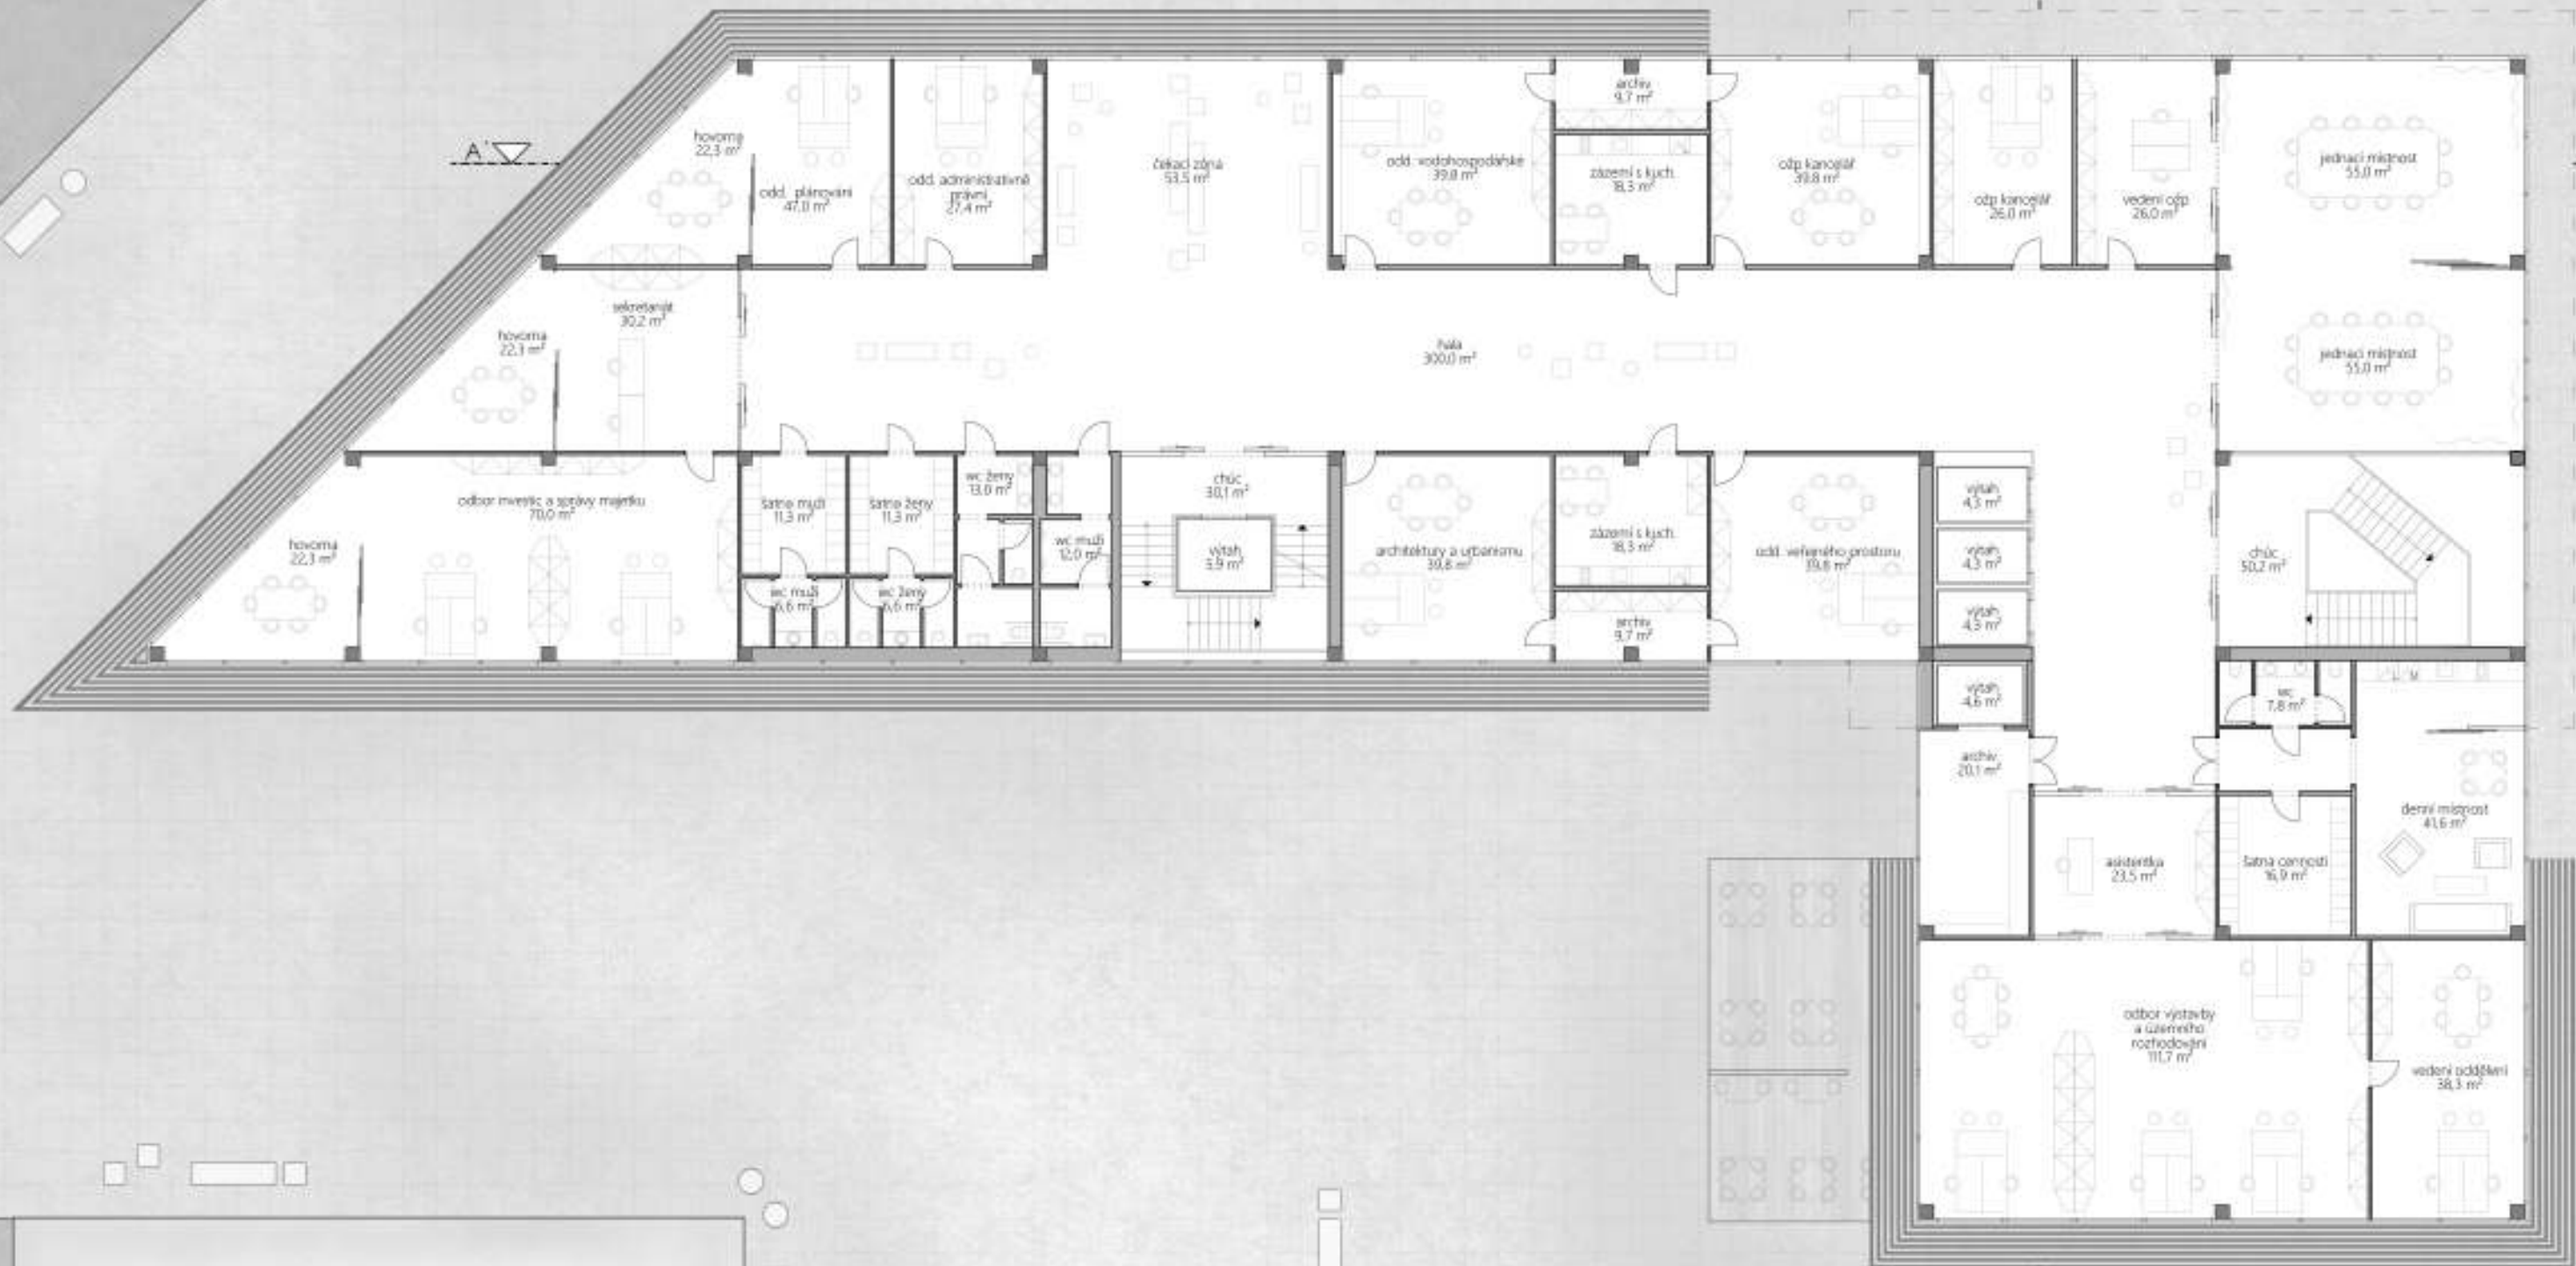 A'
hovorna
22,3 m²
odd. plánování
47,0 m²
odd. administrativně
právní
27,4 m²
čekací zóna
53,5 m²
odd. vodohospodářské
39,8 m²
archiv
9,7 m²
zázemí s kuch.
18,3 m²
ožp kancelář
39,8 m²
ožp kancelář
26,0 m²
vedení ožp
26,0 m²
jednací místnost
55,0 m²
hovorna
22,3 m²
sekretariát
30,2 m²
hala
300,0 m²
jednací místnost
55,0 m²
hovorna
22,3 m²
odbor investic a správy majetku
70,0 m²
šatna muži
11,3 m²
šatna ženy
11,3 m²
wc ženy
13,0 m²
wc muži
12,0 m²
wc muži
6,6 m²
wc ženy
6,6 m²
chúc
30,1 m²
výtah
3,9 m²
architektury a urbanismu
39,8 m²
zázemí s kuch.
18,3 m²
archiv
9,7 m²
odd. veřejného prostoru
39,8 m²
výtah
4,3 m²
výtah
4,3 m²
výtah
4,3 m²
chúc
50,2 m²
výtah
4,6 m²
wc
7,8 m²
archiv
20,1 m²
asistentka
23,5 m²
šatna cennosti
16,9 m²
denní místnost
41,6 m²
odbor výstavby
a územního
rozhodování
111,7 m²
vedení oddělení
38,3 m²